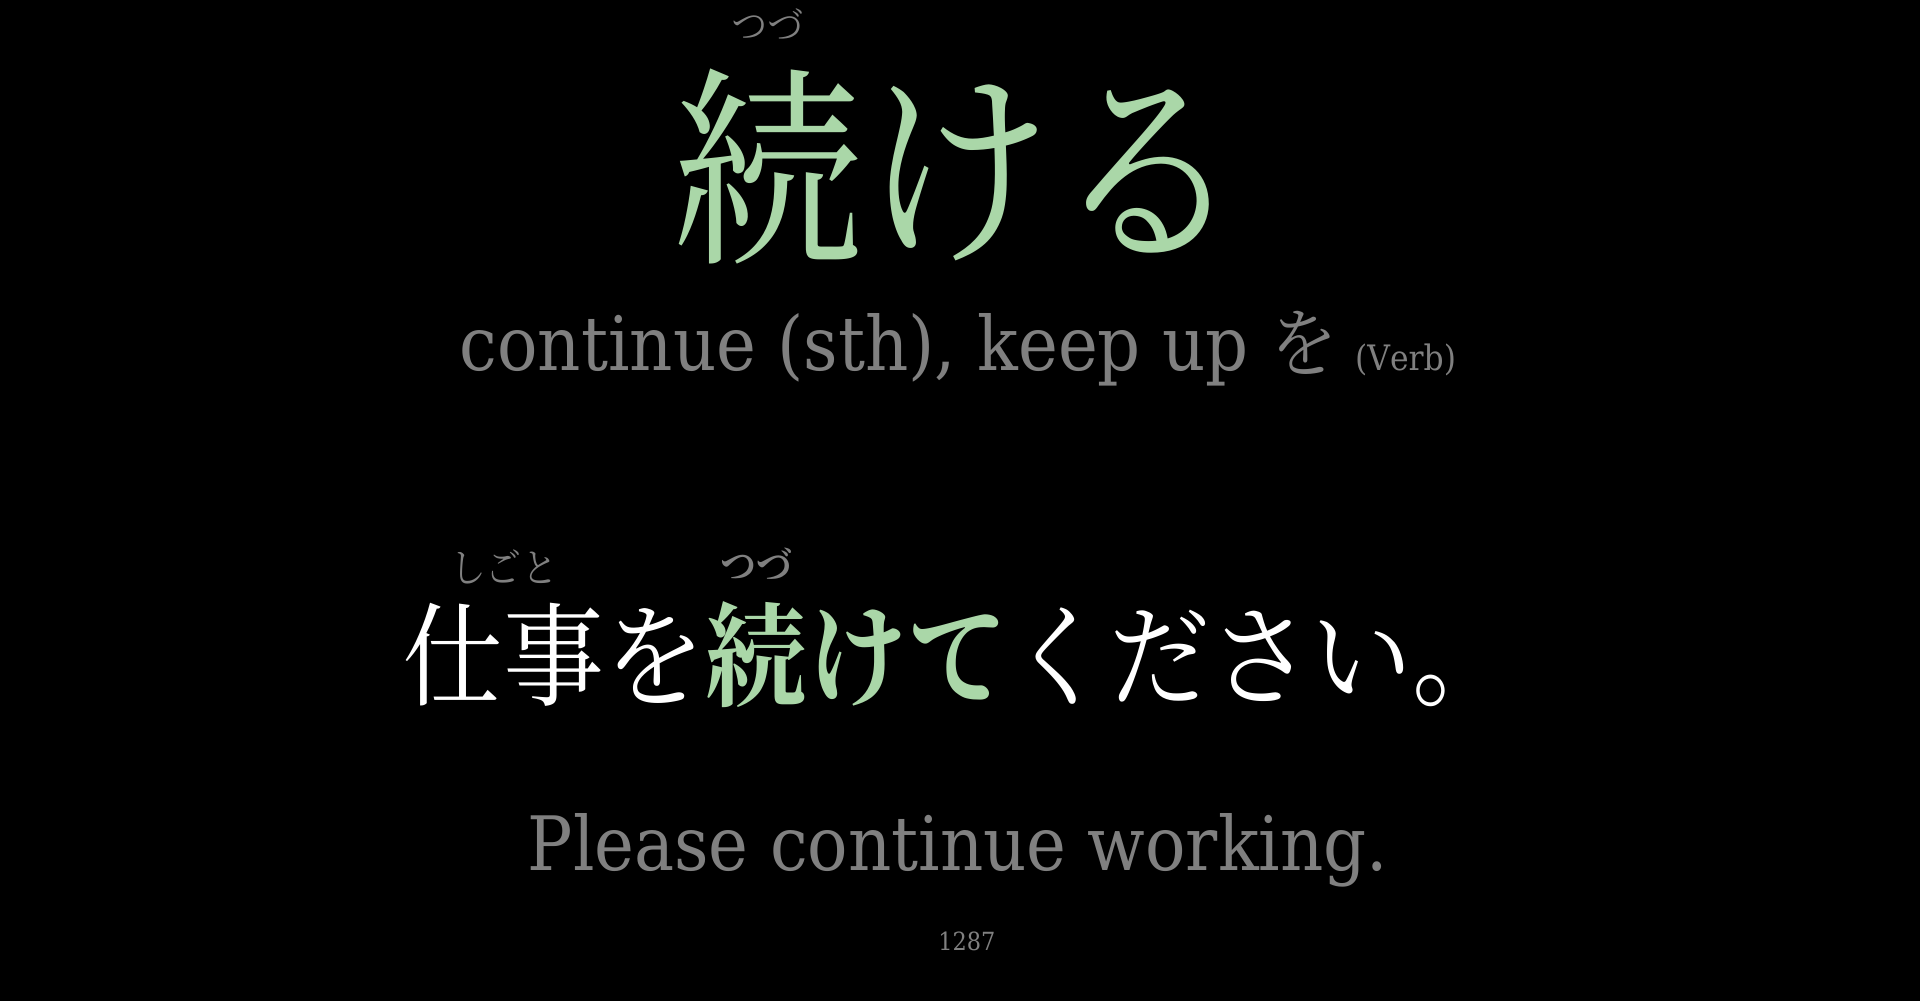 つづ
続ける
continue (sth), keep up を (Verb)
しごと つづ
仕事を続けてください。
Please continue working.
1287